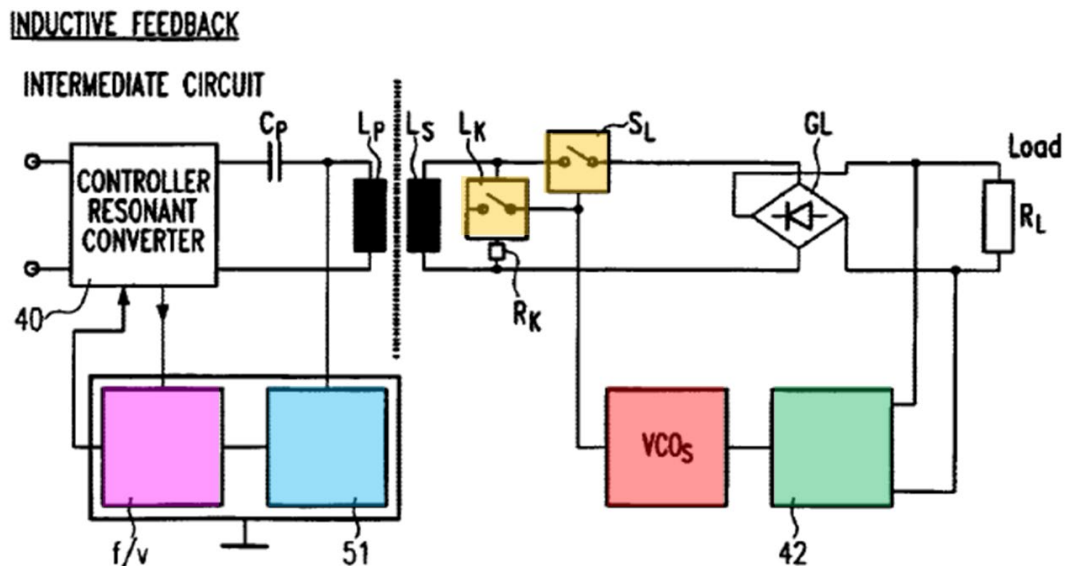 INDUCTIVE FEEDBACK
INTERMEDIATE CIRCUIT
CP
LP
LS
LK
SL
GL
Load
CONTROLLER
RESONANT
CONVERTER
RL
40
RK
VCOS
f/v
51
42